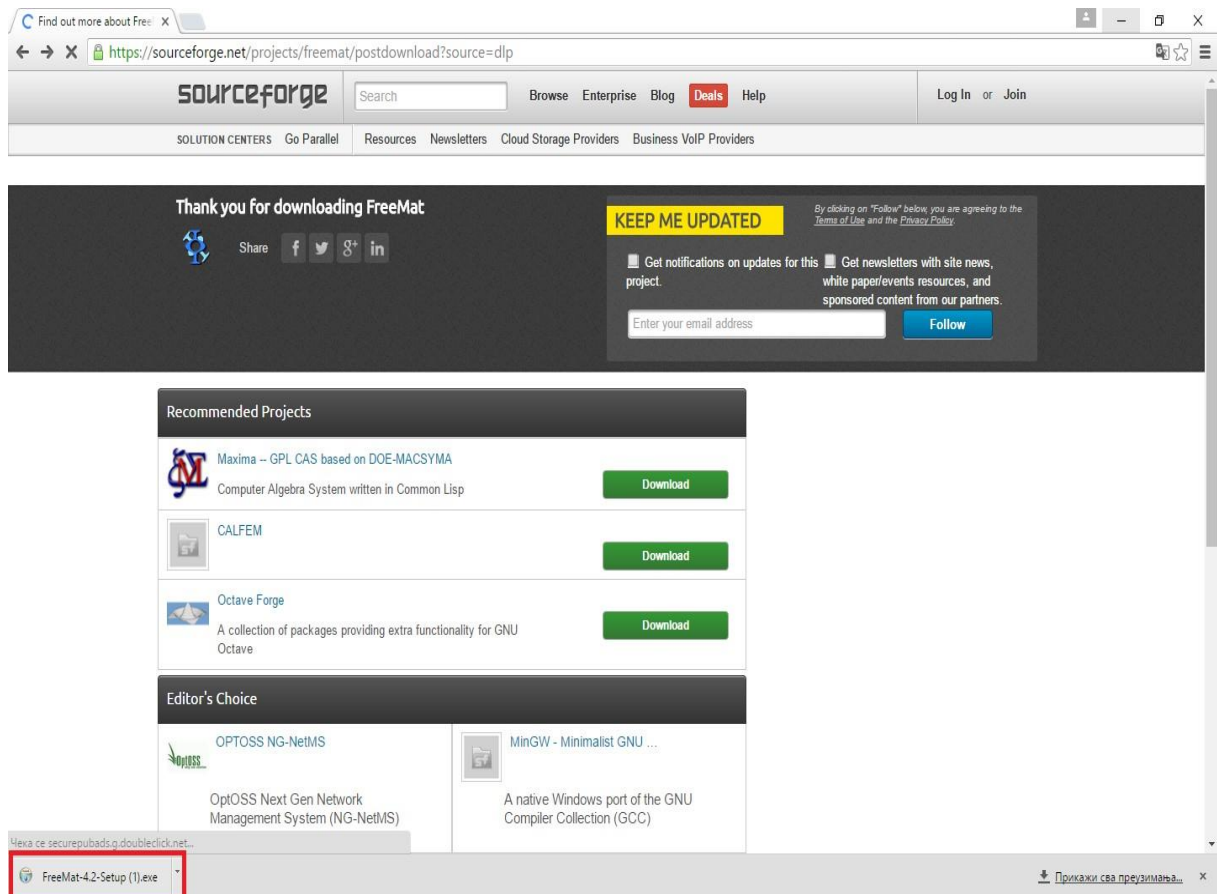 Find out more about Free
https://sourceforge.net/projects/freemat/postdownload?source=dlp
sourceforge
Search
Browse Enterprise Blog Deals Help
Log In or Join
SOLUTION CENTERS Go Parallel Resources Newsletters Cloud Storage Providers Business VoIP Providers
Thank you for downloading FreeMat
Share f g+ in
KEEP ME UPDATED
By clicking on "Follow" below, you are agreeing to the
Terms of Use and the Privacy Policy.
Get notifications on updates for this
project.
Get newsletters with site news,
white paper/events resources, and
sponsored content from our partners.
Enter your email address
Follow
Recommended Projects
Maxima -- GPL CAS based on DOE-MACSYMA
Computer Algebra System written in Common Lisp
Download
CALFEM
Download
Octave Forge
A collection of packages providing extra functionality for GNU
Octave
Download
Editor's Choice
OptOSS
OPTOSS NG-NetMS
OptOSS Next Gen Network
Management System (NG-NetMS)
MinGW - Minimalist GNU ...
A native Windows port of the GNU
Compiler Collection (GCC)
Чека се securepubads.g.doubleclick.net...
FreeMat-4.2-Setup (1).exe
Прикажи сва преузимања...